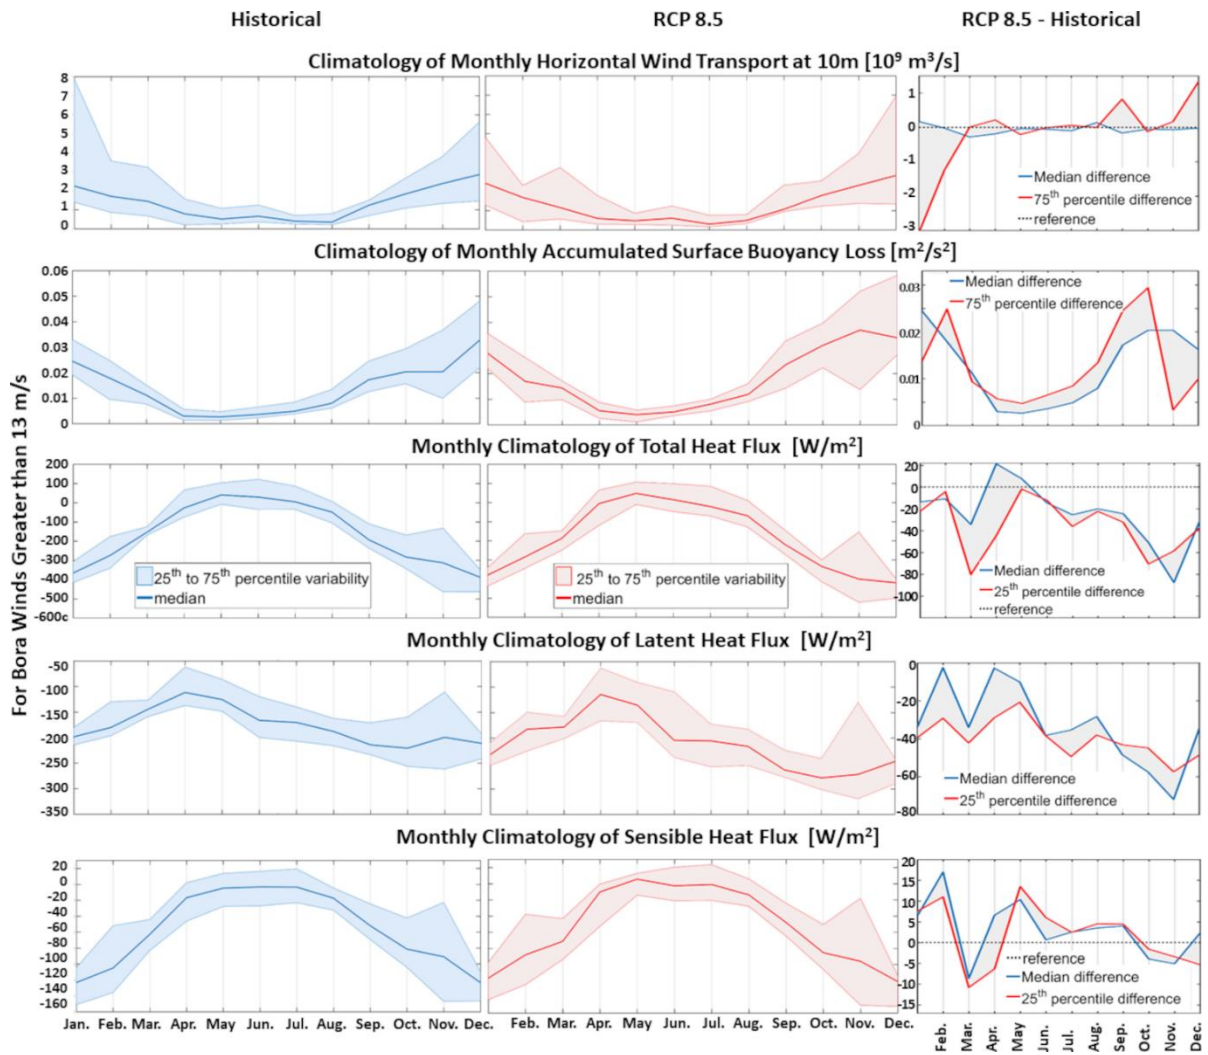 Historical
RCP 8.5
RCP 8.5 - Historical
For Bora Winds Greater than 13 m/s
Climatology of Monthly Horizontal Wind Transport at 10m [10⁹ m³/s]
8
7
6
5
4
3
2
1
0
1
0
-1
-2
-3
Median difference
75th percentile difference
reference
Climatology of Monthly Accumulated Surface Buoyancy Loss [m²/s²]
0.06
0.05
0.04
0.03
0.02
0.01
0
0.03
0.02
0.01
0
Median difference
75th percentile difference
Monthly Climatology of Total Heat Flux [W/m²]
200
100
0
-100
-200
-300
-400
-500
-600c
25th to 75th percentile variability
median
25th to 75th percentile variability
median
20
0
-20
-40
-60
-80
-100
Median difference
25th percentile difference
reference
Monthly Climatology of Latent Heat Flux [W/m²]
-50
-100
-150
-200
-250
-300
-350
0
-20
-40
-60
-80
Median difference
25th percentile difference
Monthly Climatology of Sensible Heat Flux [W/m²]
20
0
-20
-40
-60
-80
-100
-120
-140
-160
20
15
10
5
0
-5
-10
-15
reference
Median difference
25th percentile difference
Jan. Feb. Mar. Apr. May Jun. Jul. Aug. Sep. Oct. Nov. Dec.
Feb. Mar. Apr. May Jun. Jul. Aug. Sep. Oct. Nov. Dec.
Feb. Mar. Apr. May Jun. Jul. Aug. Sep. Oct. Nov. Dec.